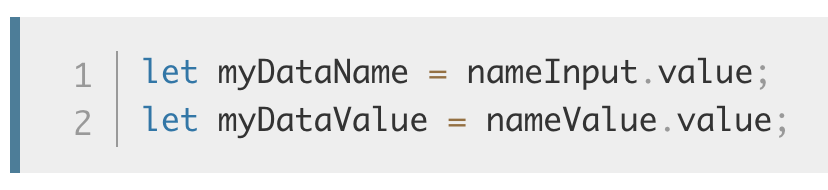 1 let myDataName = nameInput.value;
2 let myDataValue = nameValue.value;